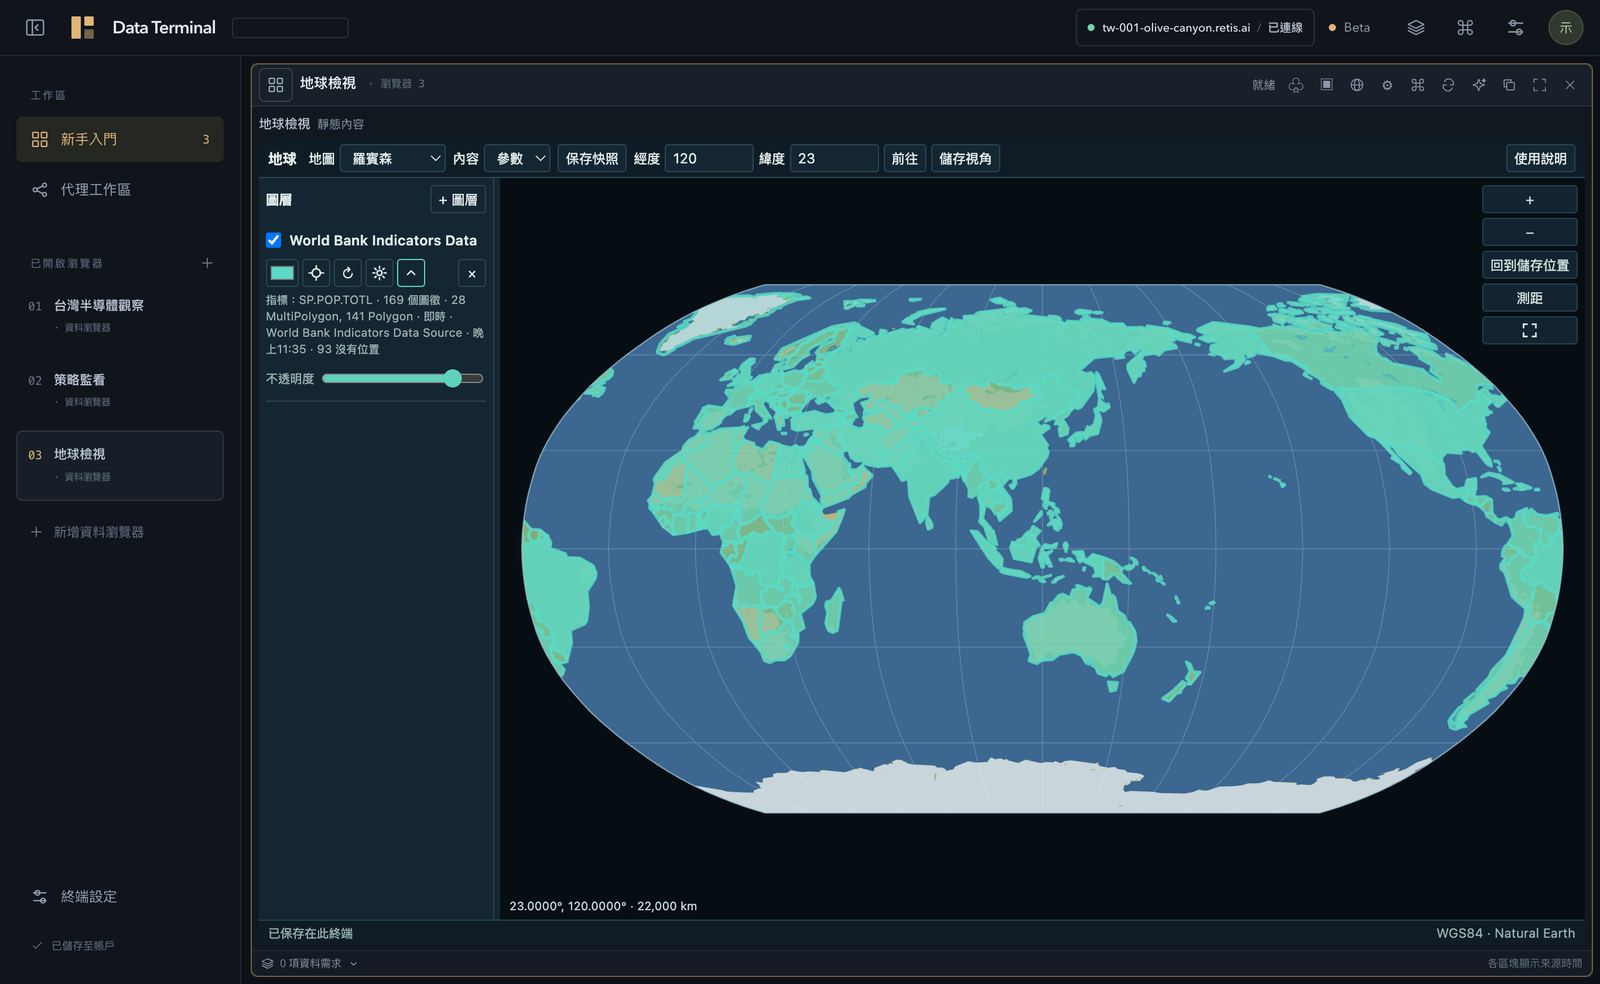 Data Terminal
tw-001-olive-canyon.retis.ai / 已連線
Beta
示
工作區
新手入門 3
代理工作區
已開啟瀏覽器
01 台灣半導體觀察
· 資料瀏覽器
02 策略監看
· 資料瀏覽器
03 地球檢視
· 資料瀏覽器
新增資料瀏覽器
終端設定
已儲存至帳戶
地球檢視 · 瀏覽器 3
就緒
地球檢視 靜態內容
地球 地圖 羅賓森 內容 參數 保存快照 經度 120 緯度 23 前往 儲存視角 使用說明
圖層 + 圖層
World Bank Indicators Data
指標：SP.POP.TOTL · 169 個圖徵 · 28
MultiPolygon, 141 Polygon · 即時 ·
World Bank Indicators Data Source · 晚
上11:35 · 93 沒有位置
不透明度
+
−
回到儲存位置
測距
23.0000°, 120.0000° · 22,000 km
已保存在此終端
WGS84 · Natural Earth
0 項資料需求
各區塊顯示來源時間